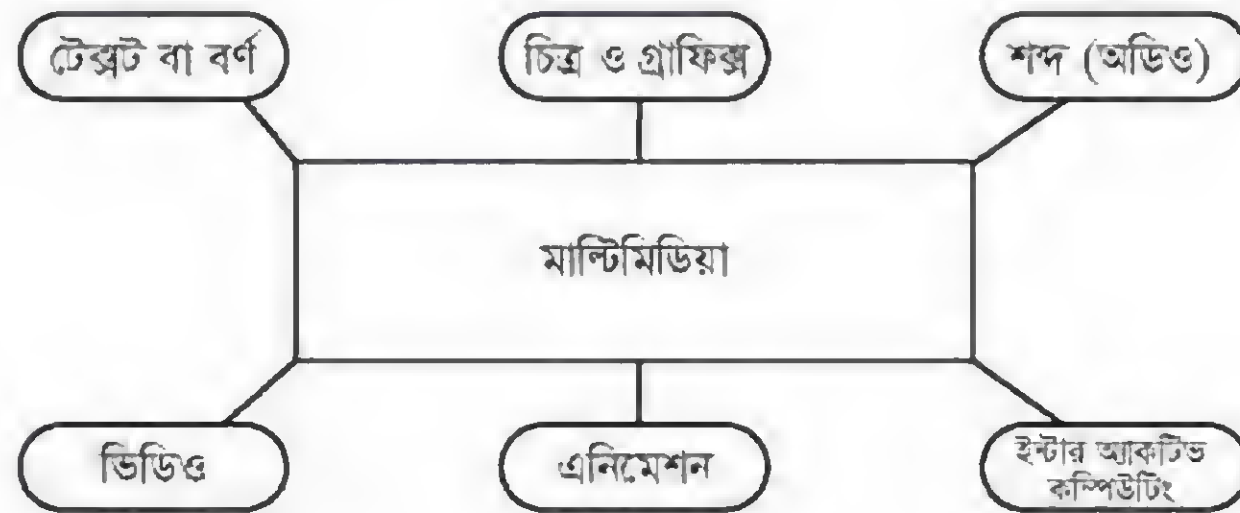 টেক্সট বা বর্ণ
চিত্র ও গ্রাফিক্স
শব্দ (অডিও)
মাল্টিমিডিয়া
ভিডিও
এনিমেশন
ইন্টার অ্যাকটিভ
কম্পিউটিং